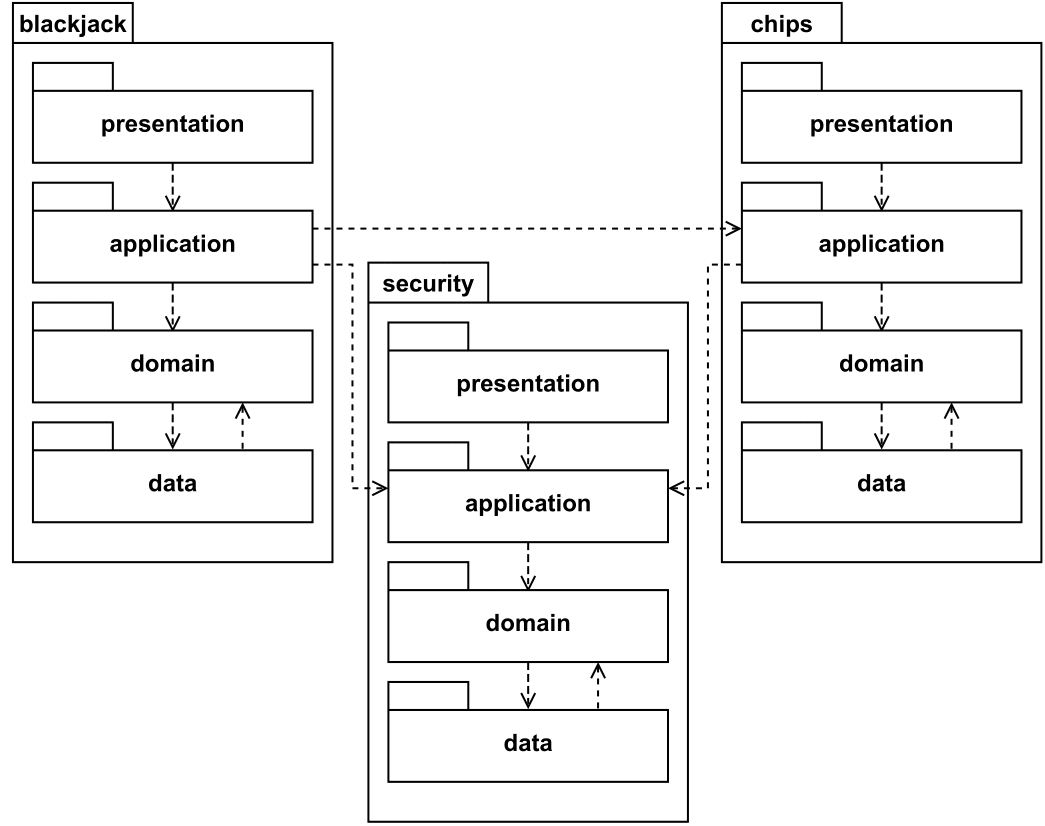 blackjack
presentation
application
domain
data
security
presentation
application
domain
data
chips
presentation
application
domain
data